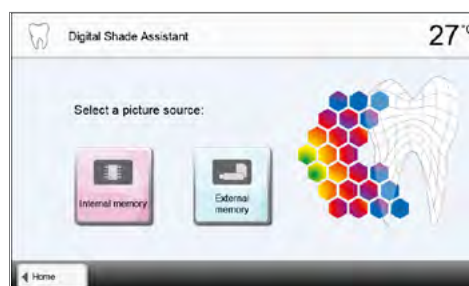 Digital Shade Assistant
27°C
Select a picture source:
Internal memory
External
memory
Home